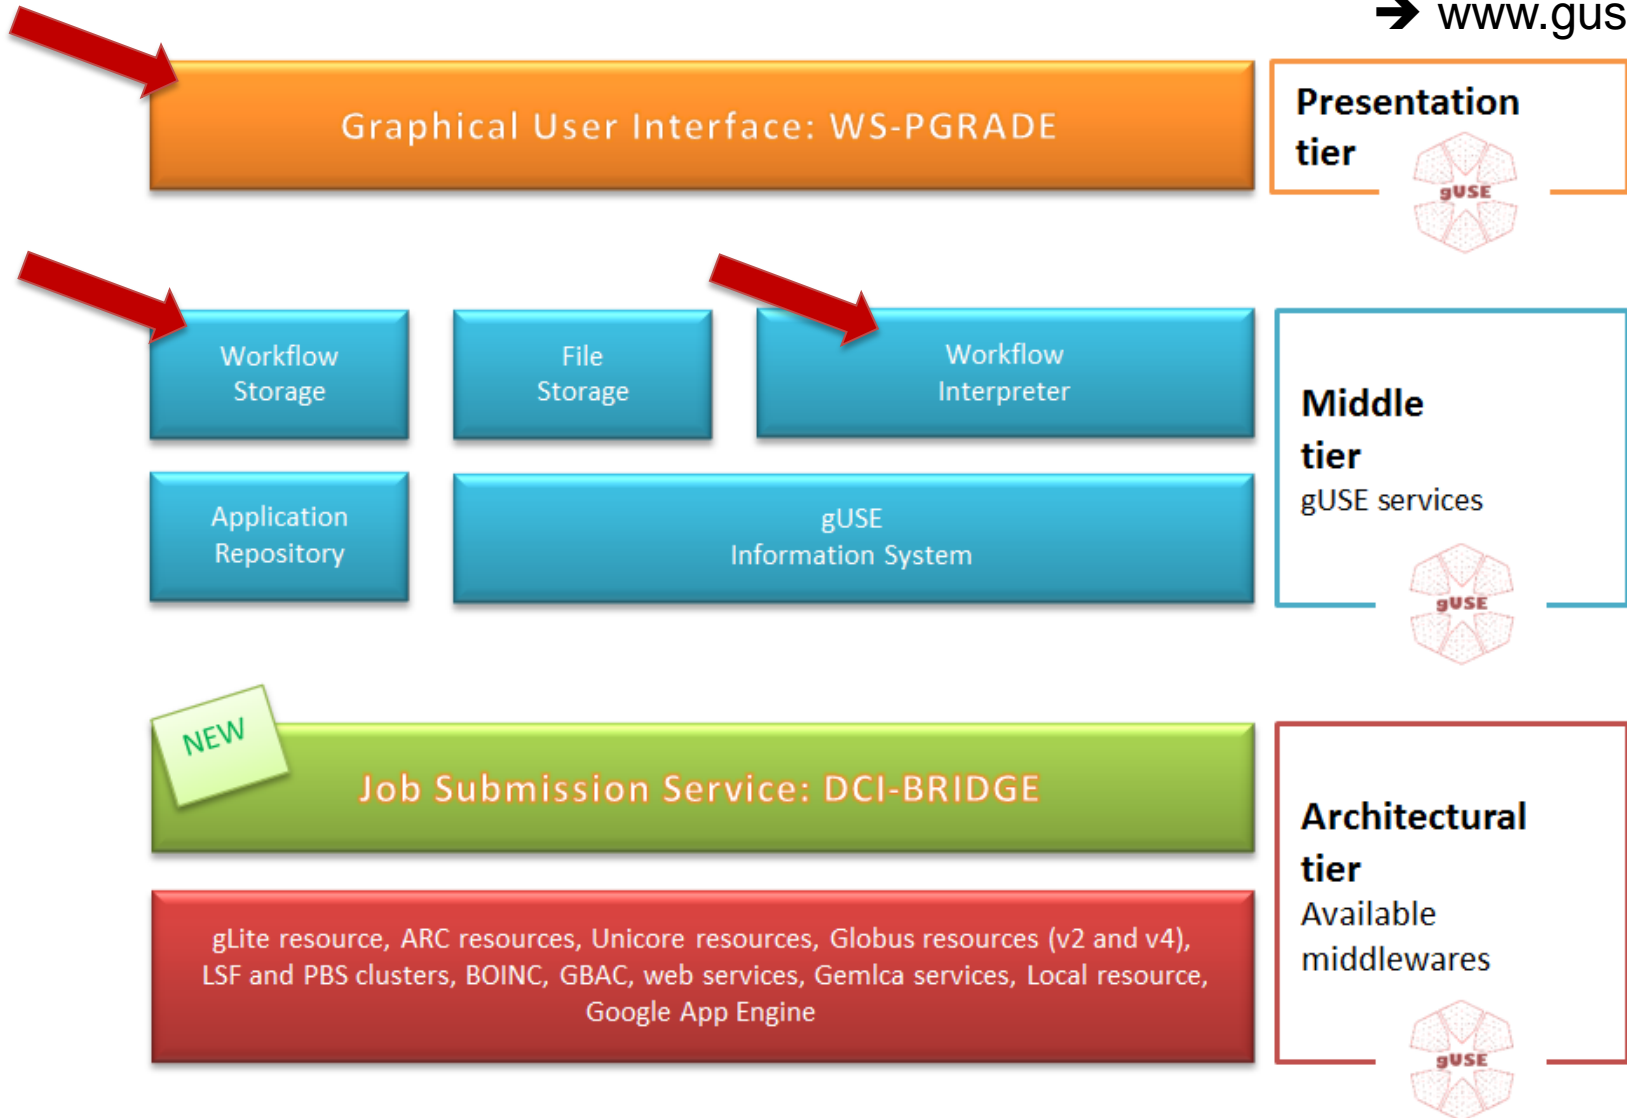 ➔ www.gus
Graphical User Interface: WS-PGRADE
Presentation
tier
gUSE
Workflow
Storage
File
Storage
Workflow
Interpreter
Application
Repository
gUSE
Information System
Middle
tier
gUSE services
gUSE
NEW
Job Submission Service: DCI-BRIDGE
gLite resource, ARC resources, Unicore resources, Globus resources (v2 and v4),
LSF and PBS clusters, BOINC, GBAC, web services, Gemlca services, Local resource,
Google App Engine
Architectural
tier
Available
middlewares
gUSE